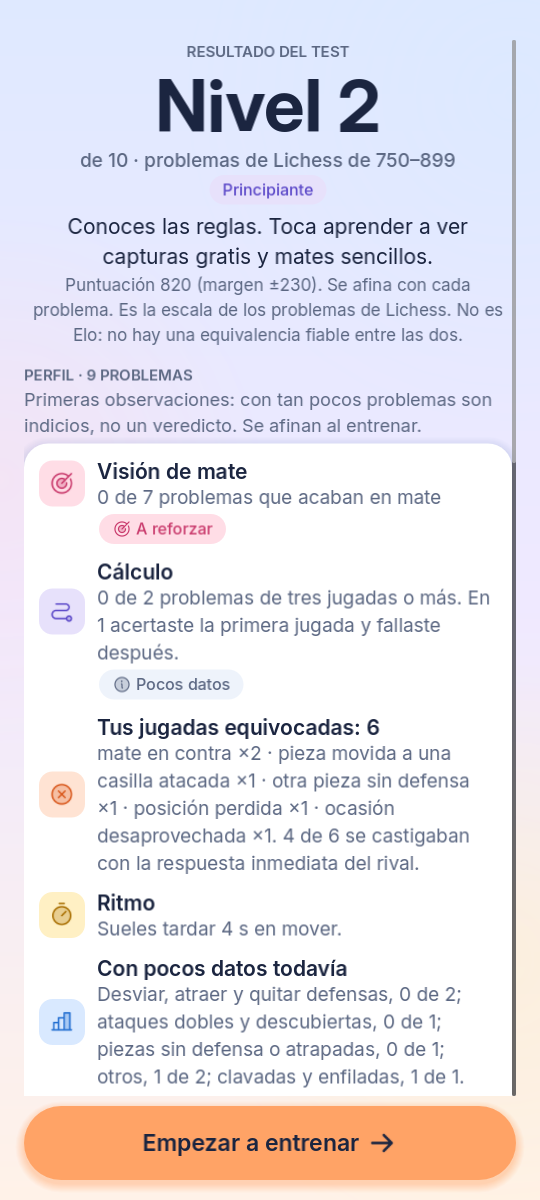 RESULTADO DEL TEST
Nivel 2
de 10 · problemas de Lichess de 750–899
Principiante
Conoces las reglas. Toca aprender a ver
capturas gratis y mates sencillos.
Puntuación 820 (margen ±230). Se afina con cada
problema. Es la escala de los problemas de Lichess. No es
Elo: no hay una equivalencia fiable entre las dos.
PERFIL · 9 PROBLEMAS
Primeras observaciones: con tan pocos problemas son
indicios, no un veredicto. Se afinan al entrenar.
Visión de mate
0 de 7 problemas que acaban en mate
A reforzar
Cálculo
0 de 2 problemas de tres jugadas o más. En
1 acertaste la primera jugada y fallaste
después.
Pocos datos
Tus jugadas equivocadas: 6
mate en contra ×2 · pieza movida a una
casilla atacada ×1 · otra pieza sin defensa
×1 · posición perdida ×1 · ocasión
desaprovechada ×1. 4 de 6 se castigaban
con la respuesta inmediata del rival.
Ritmo
Sueles tardar 4 s en mover.
Con pocos datos todavía
Desviar, atraer y quitar defensas, 0 de 2;
ataques dobles y descubiertas, 0 de 1;
piezas sin defensa o atrapadas, 0 de 1;
otros, 1 de 2; clavadas y enfiladas, 1 de 1.
Empezar a entrenar →